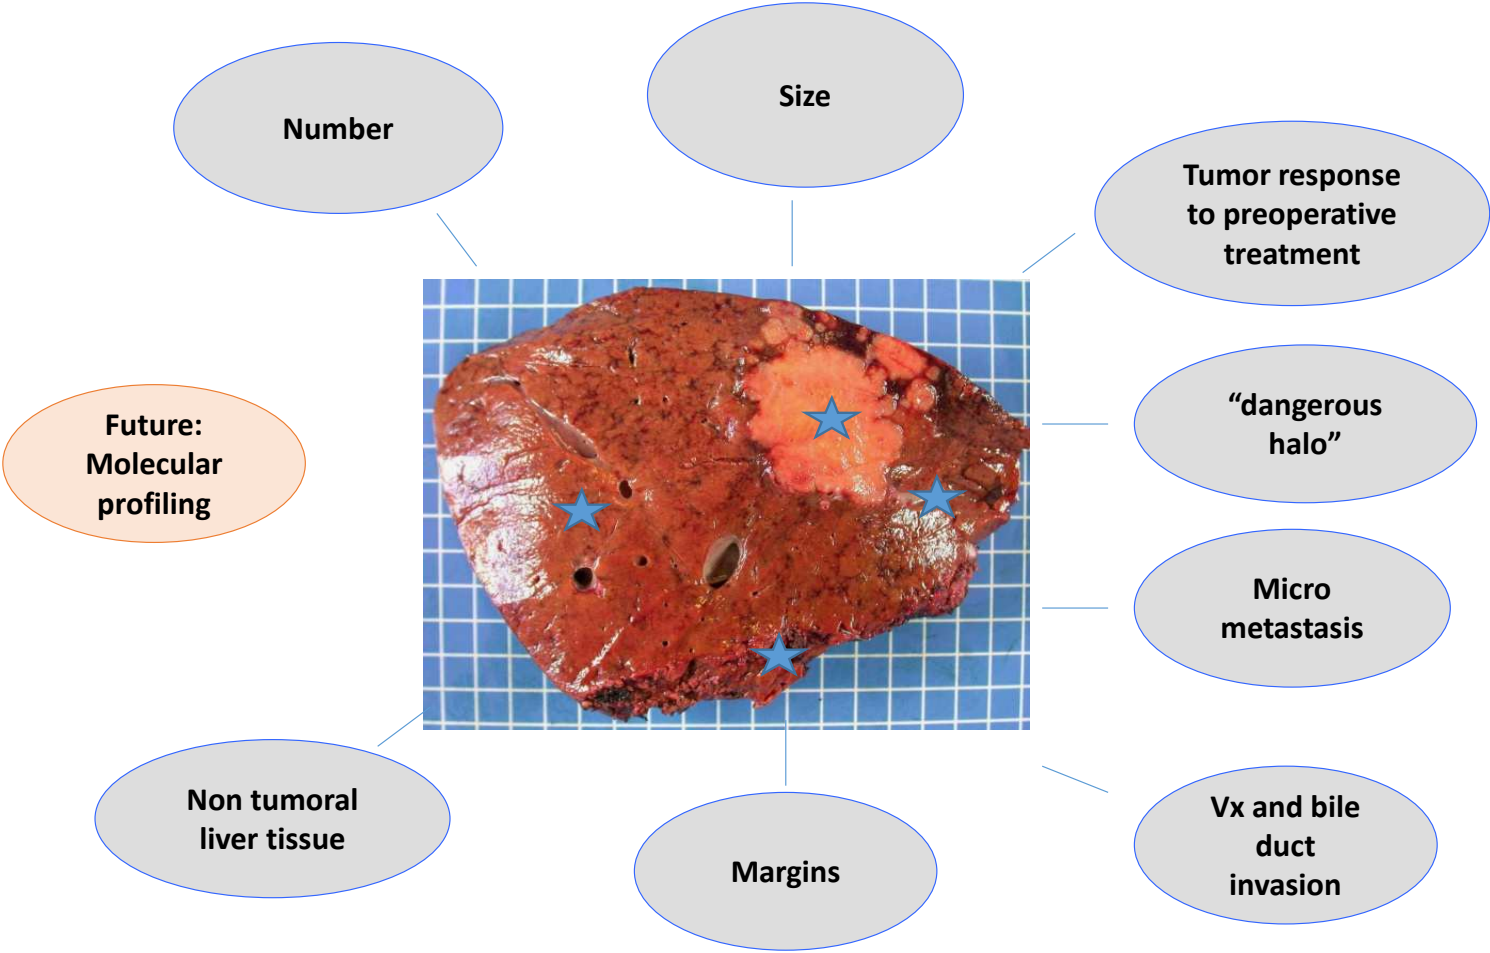 Number
Size
Tumor response
to preoperative
treatment
Future:
Molecular
profiling
“dangerous
halo”
Micro
metastasis
Non tumoral
liver tissue
Margins
Vx and bile
duct
invasion